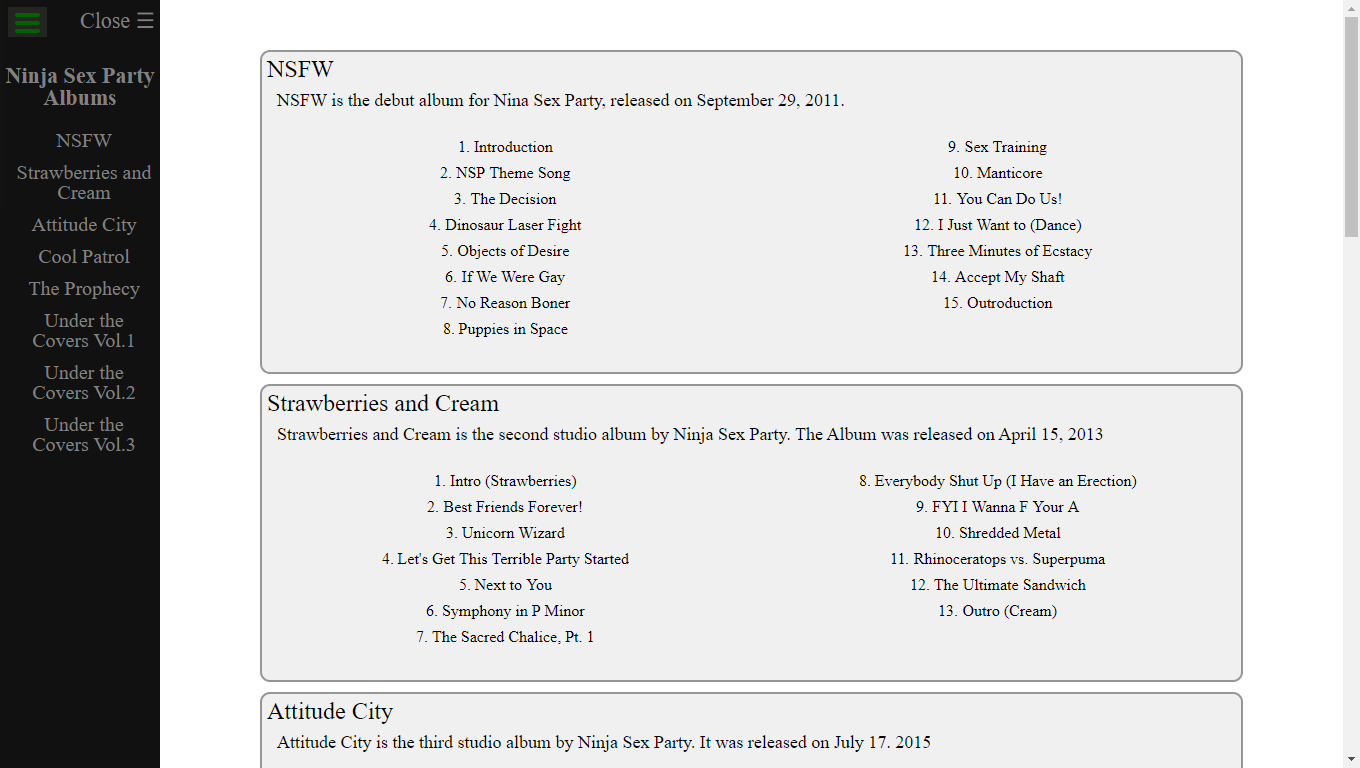 Close ☰
Ninja Sex Party
Albums
NSFW
Strawberries and
Cream
Attitude City
Cool Patrol
The Prophecy
Under the
Covers Vol.1
Under the
Covers Vol.2
Under the
Covers Vol.3
NSFW
NSFW is the debut album for Nina Sex Party, released on September 29, 2011.
1. Introduction
2. NSP Theme Song
3. The Decision
4. Dinosaur Laser Fight
5. Objects of Desire
6. If We Were Gay
7. No Reason Boner
8. Puppies in Space
9. Sex Training
10. Manticore
11. You Can Do Us!
12. I Just Want to (Dance)
13. Three Minutes of Ecstacy
14. Accept My Shaft
15. Outroduction
Strawberries and Cream
Strawberries and Cream is the second studio album by Ninja Sex Party. The Album was released on April 15, 2013
1. Intro (Strawberries)
2. Best Friends Forever!
3. Unicorn Wizard
4. Let's Get This Terrible Party Started
5. Next to You
6. Symphony in P Minor
7. The Sacred Chalice, Pt. 1
8. Everybody Shut Up (I Have an Erection)
9. FYI I Wanna F Your A
10. Shredded Metal
11. Rhinoceratops vs. Superpuma
12. The Ultimate Sandwich
13. Outro (Cream)
Attitude City
Attitude City is the third studio album by Ninja Sex Party. It was released on July 17. 2015